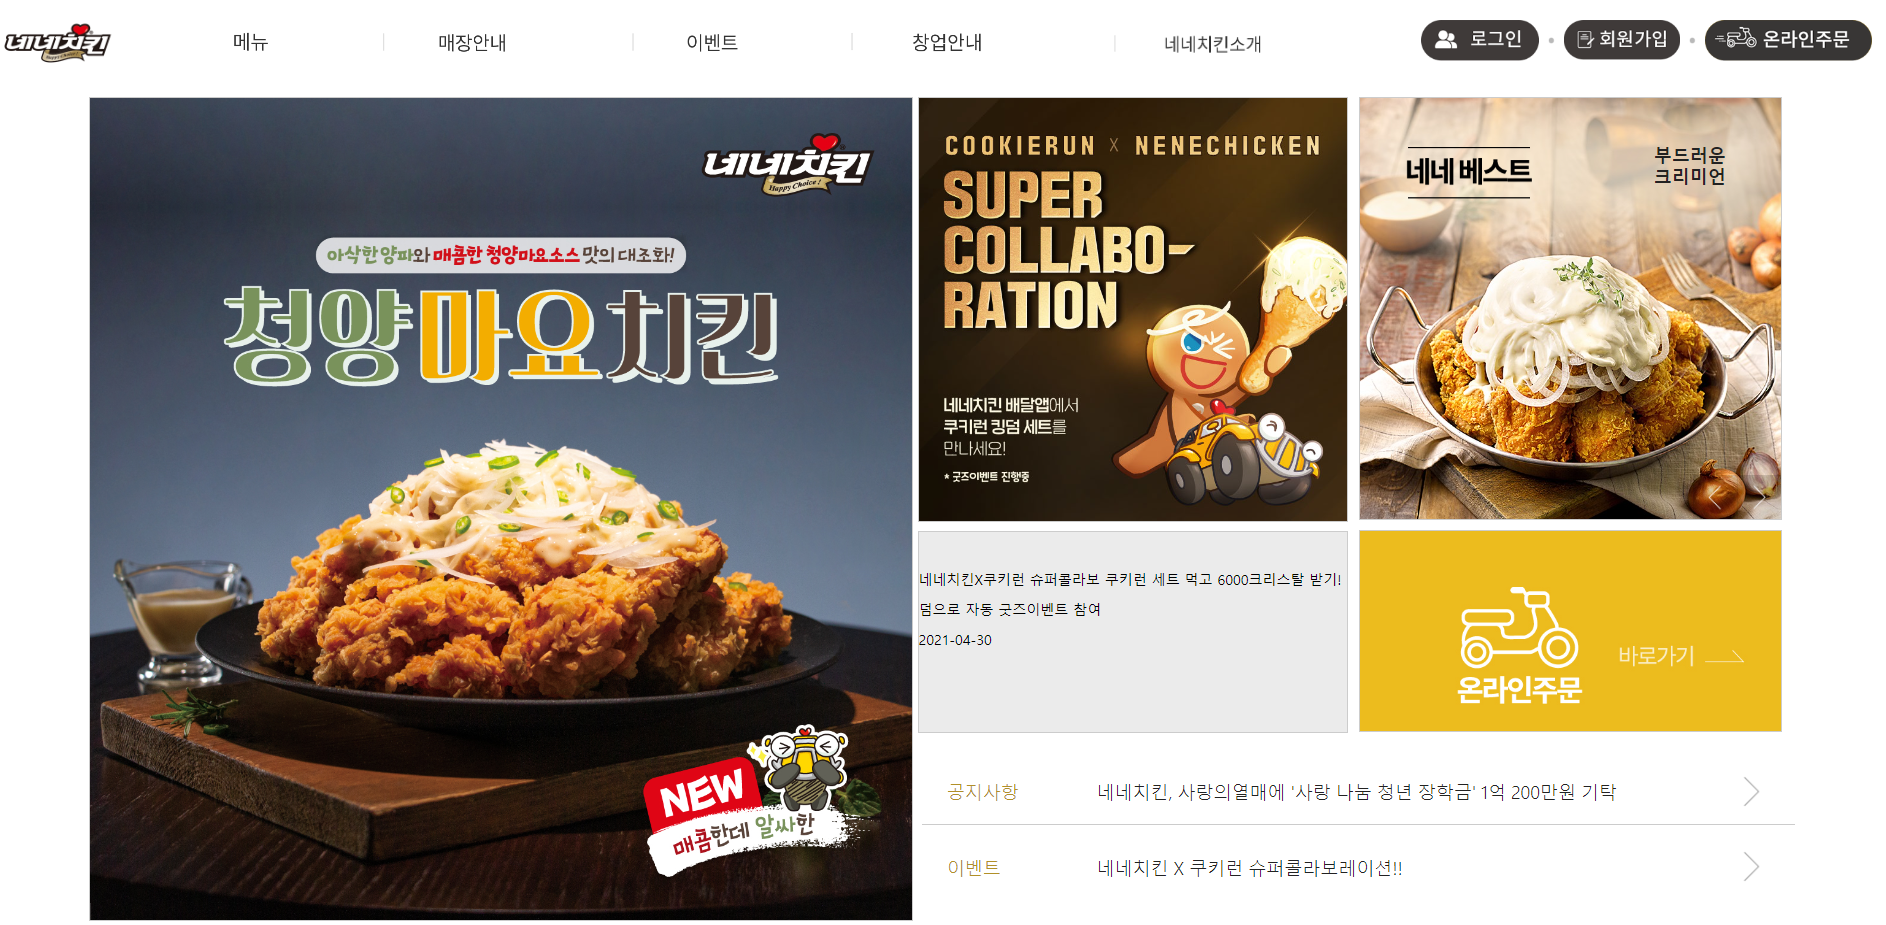 네네치킨
메뉴
매장안내
이벤트
창업안내
네네치킨소개
로그인
회원가입
온라인주문
네네치킨
Happy Choice!
아삭한 양파와 매콤한 청양마요소스 맛의 대조화!
청양마요치킨
NEW
매콤한데 알싸한
COOKIERUN X NENECHICKEN
SUPER
COLLABO-
RATION
네네치킨 배달앱에서
쿠키런 킹덤 세트를
만나세요!
* 굿즈이벤트 진행중
네네 베스트
부드러운
크리미언
네네치킨X쿠키런 슈퍼콜라보 쿠키런 세트 먹고 6000크리스탈 받기!
덤으로 자동 굿즈이벤트 참여
2021-04-30
온라인주문
바로가기
공지사항
네네치킨, 사랑의열매에 '사랑 나눔 청년 장학금' 1억 200만원 기탁
이벤트
네네치킨 X 쿠키런 슈퍼콜라보레이션!!